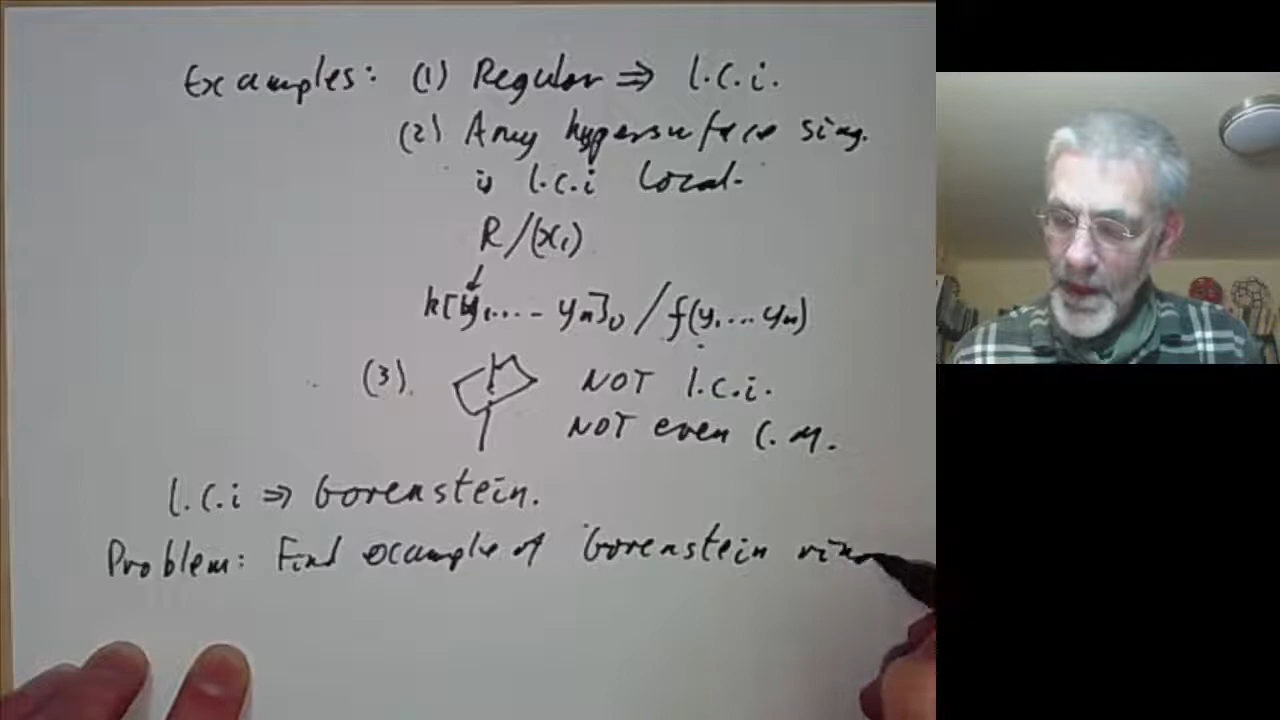 Examples: (1) Regular ⇒ l.c.i.
(2) Any hypersurface sing.
is l.c.i local.
R/(x₁)
k[y₁.... yₙ]₀ / f(y₁...yₙ)
(3). NOT l.c.i.
NOT even C.M.
l.c.i ⇒ Gorenstein.
Problem: Find example of Gorenstein rin